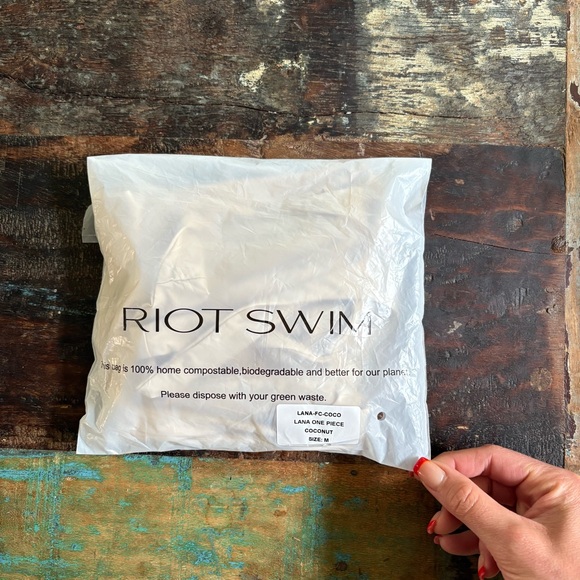 RIOT SWIM
bag is 100% home compostable,biodegradable and better for our planet.
Please dispose with your green waste.
LANA-FC-COCO
LANA ONE PIECE
COCONUT
SIZE: M